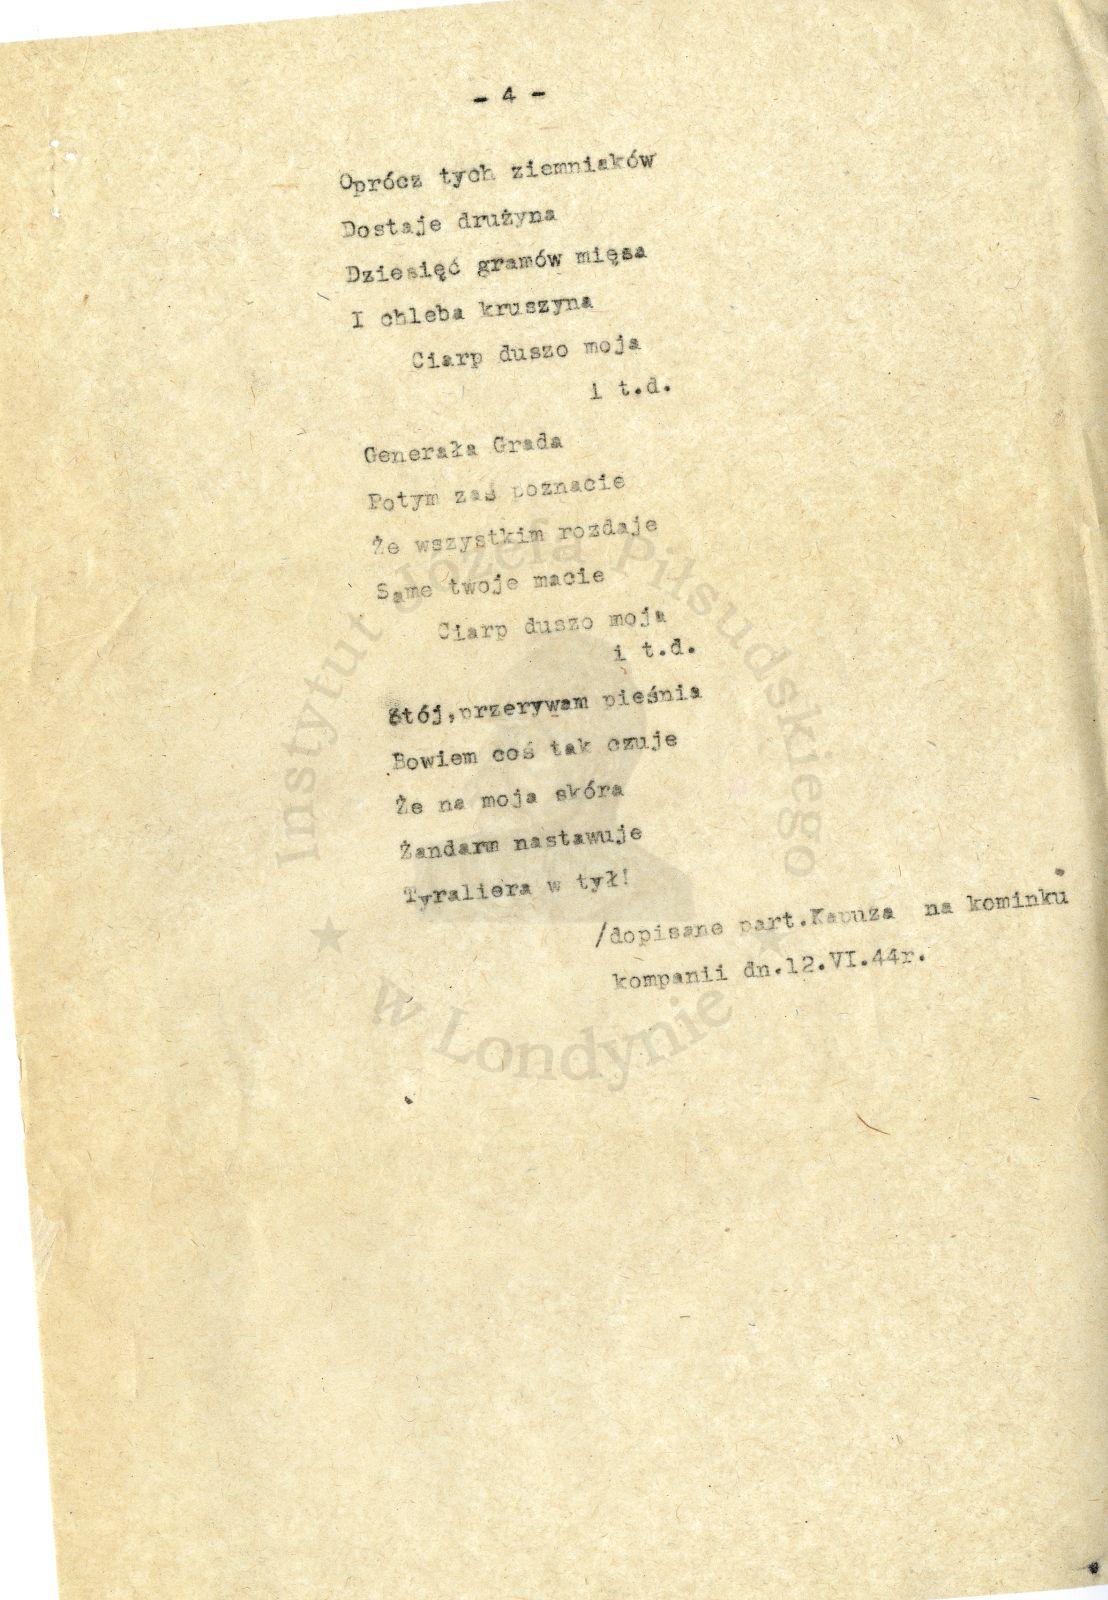 - 4 -
Oprócz tych ziemniaków
Dostaje drużyna
Dziesięć gramów mięsa
I chleba kruszyna
Ciarp duszo moja
i t.d.
Generała Grada
Potym zaś poznacie
Że wszystkim rozdaje
Same twoje macie
Ciarp duszo moja
i t.d.
Stój,przerywam pieśnia
Bowiem coś tak czuje
Że na moja skóra
Żandarm nastawuje
Tyraliera w tył!
/dopisane part.Kapuza na kominku
kompanii dn.12.VI.44r.
Instytut Józefa Piłsudskiego
w Londynie